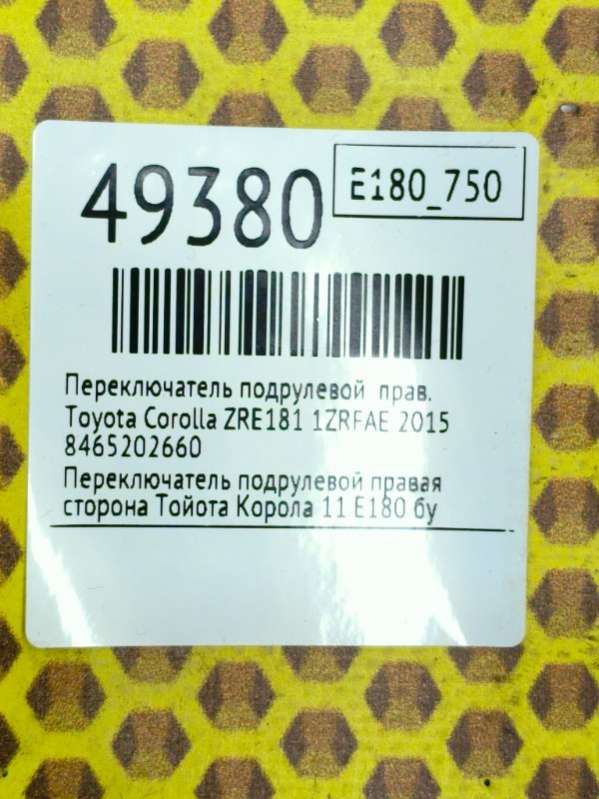 49380
E180_750
Переключатель подрулевой прав.
Toyota Corolla ZRE181 1ZRFAE 2015
8465202660
Переключатель подрулевой правая
сторона Тойота Корола 11 Е180 бу